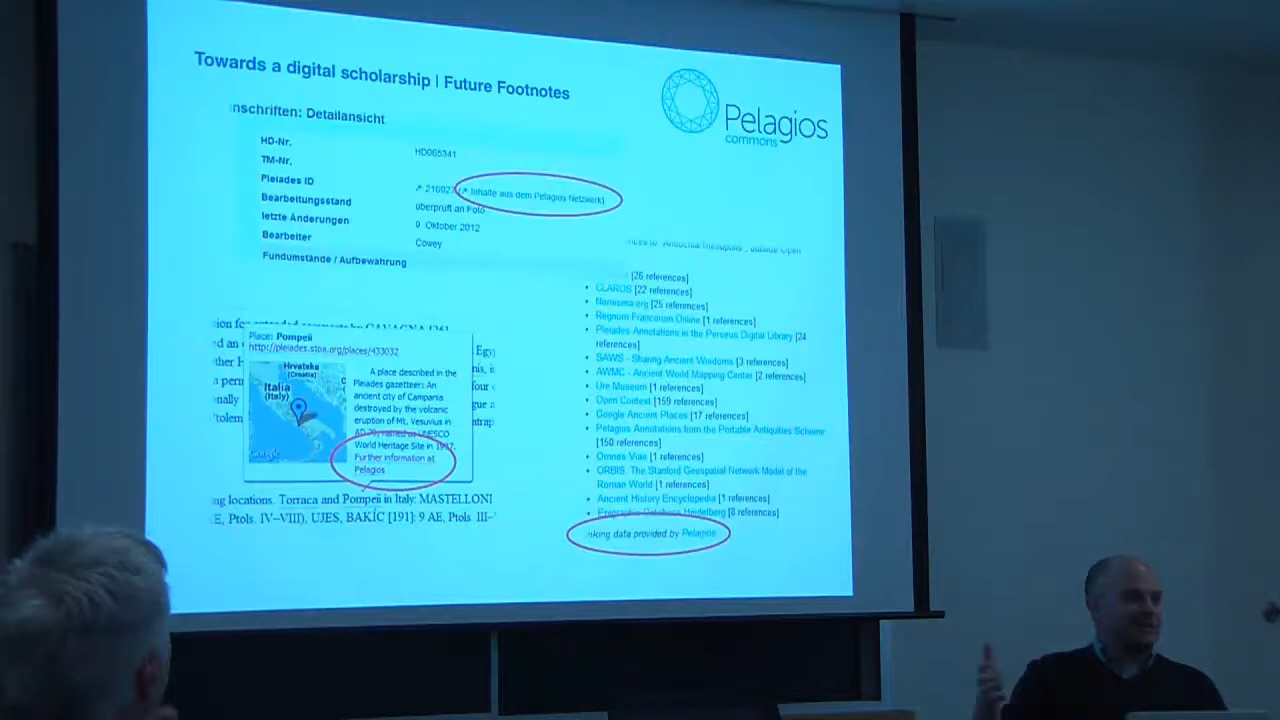 Towards a digital scholarship | Future Footnotes
Pelagios
commons
nschriften: Detailansicht
HD-Nr. HD065341
TM-Nr.
Pleiades ID ↗ 216927 (↗ Inhalte aus dem Pelagios Netzwerk)
Bearbeitungsstand überprüft an Foto
letzte Änderungen 9 Oktober 2012
Bearbeiter Cowey
Fundumstände / Aufbewahrung
Place: Pompeii
http://pleiades.stoa.org/places/433032
Hrvatska
(Croatia)
Italia
(Italy)
Google
A place described in the
Pleiades gazetteer: An
ancient city of Campania
destroyed by the volcanic
eruption of Mt. Vesuvius in
AD 79, named as UNESCO
World Heritage Site in 1997.
Further information at
Pelagios
ng locations. Torraca and Pompeii in Italy: MASTELLONI
E, Ptols. IV–VIII), UJES, BAKÍC [191]: 9 AE, Ptols. III–
[26 references]
• CLAROS [22 references]
• Nomisma.org [25 references]
• Regnum Francorum Online [1 references]
• Pleiades Annotations in the Perseus Digital Library [24
references]
• SAWS - Sharing Ancient Wisdoms [3 references]
• AWMC - Ancient World Mapping Center [2 references]
• Ure Museum [1 references]
• Open Context [159 references]
• Google Ancient Places [17 references]
• Pelagios Annotations from the Portable Antiquities Scheme
[150 references]
• Omnes Viae [1 references]
• ORBIS. The Stanford Geospatial Network Model of the
Roman World [1 references]
• Ancient History Encyclopedia [1 references]
• Epigraphic Database Heidelberg [8 references]
nking data provided by Pelagios